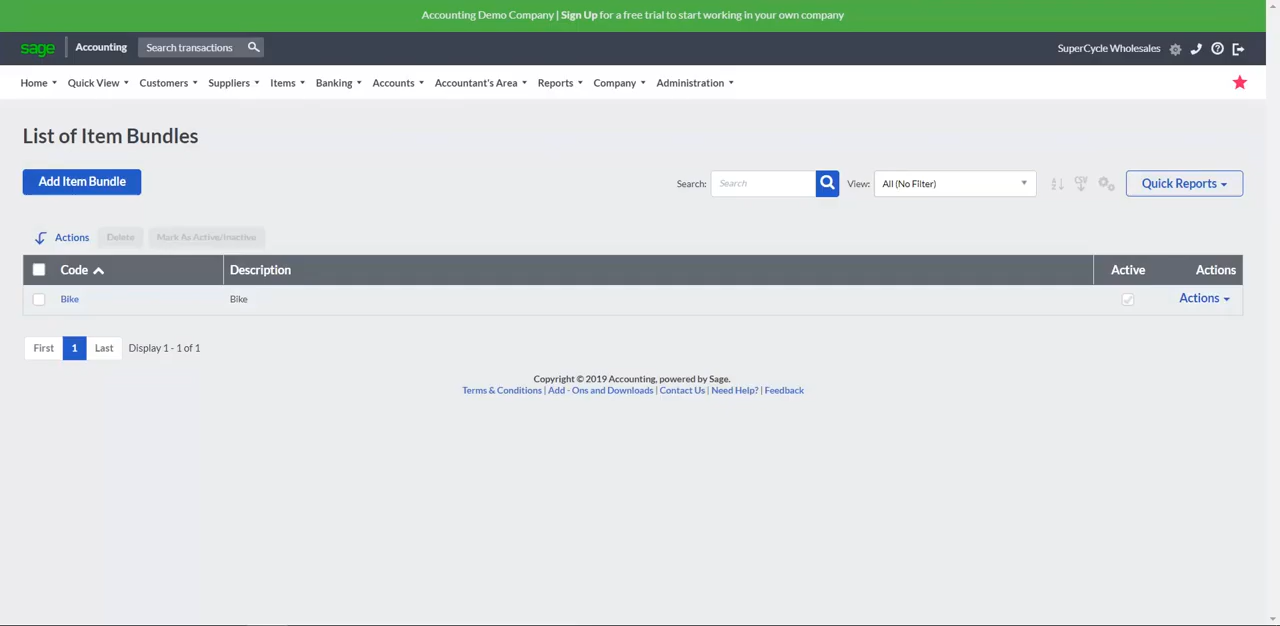 Accounting Demo Company | Sign Up for a free trial to start working in your own company
sage Accounting Search transactions SuperCycle Wholesales
Home Quick View Customers Suppliers Items Banking Accounts Accountant's Area Reports Company Administration
List of Item Bundles
Add Item Bundle Search: Search View: All (No Filter) CSV Quick Reports
Actions Delete Mark As Active/Inactive
Code Description Active Actions
Bike Bike Actions
First 1 Last Display 1 - 1 of 1
Copyright © 2019 Accounting, powered by Sage.
Terms & Conditions | Add - Ons and Downloads | Contact Us | Need Help? | Feedback